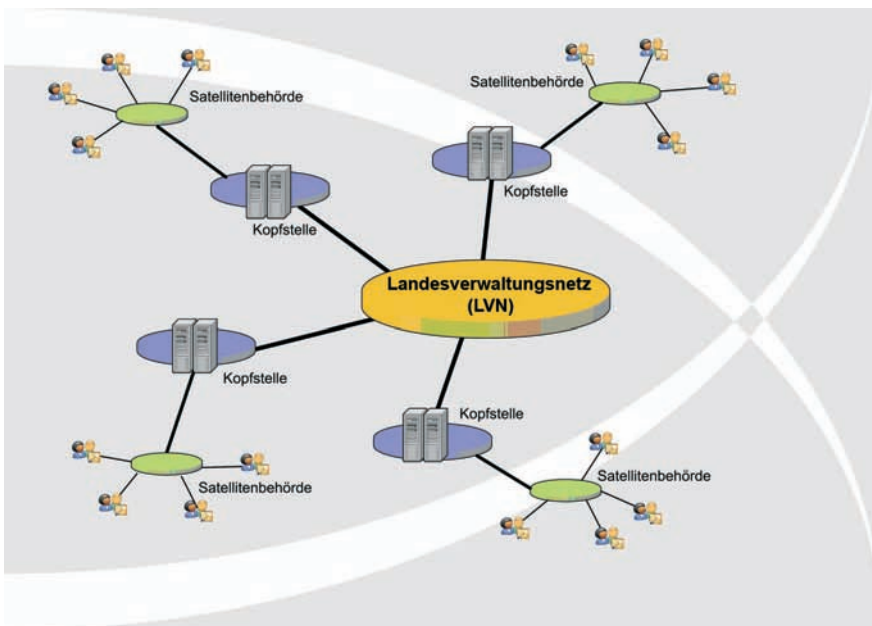 Satellitenbehörde
Satellitenbehörde
Kopfstelle
Kopfstelle
Landesverwaltungsnetz
(LVN)
Kopfstelle
Kopfstelle
Satellitenbehörde
Satellitenbehörde